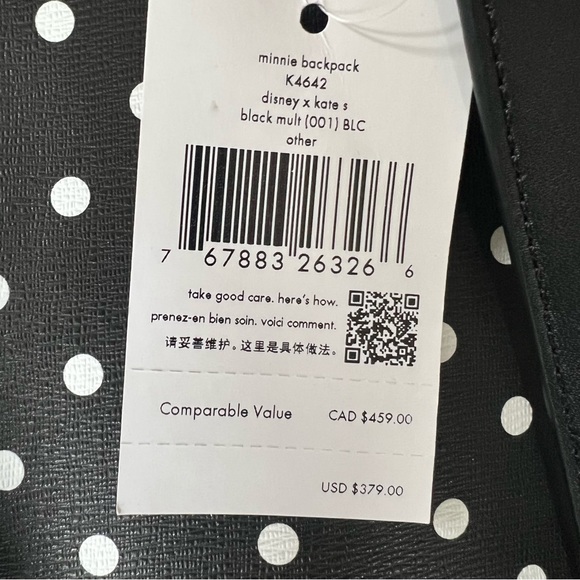 minnie backpack
K4642
disney x kate s
black mult (001) BLC
other
7 67883 26326 6
take good care. here's how.
prenez-en bien soin. voici comment.
请妥善维护。这里是具体做法。
Comparable Value CAD $459.00
USD $379.00